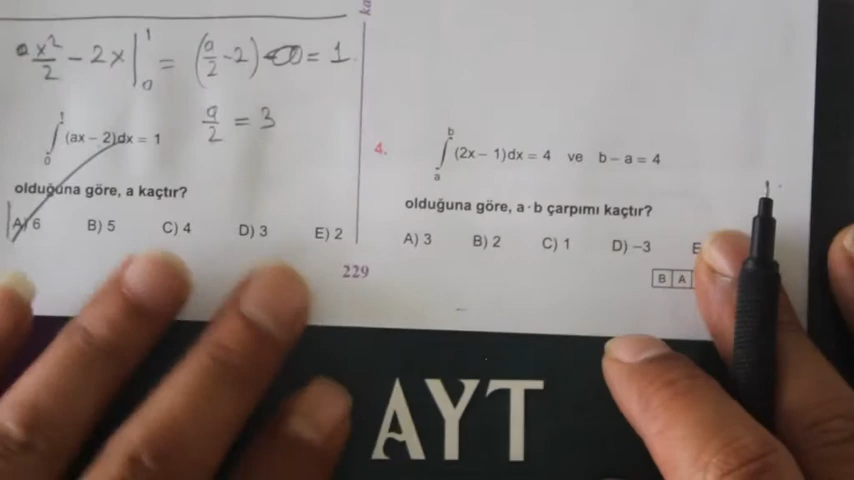 a x²/2 - 2x |₀¹ = (a/2 - 2) = 1
a/2 = 3
∫₀¹ (ax - 2)dx = 1
olduğuna göre, a kaçtır?
A) 6 B) 5 C) 4 D) 3 E) 2
229
4.
∫ₐᵇ (2x - 1)dx = 4 ve b - a = 4
olduğuna göre, a·b çarpımı kaçtır?
A) 3 B) 2 C) 1 D) -3 E
B A
AYT